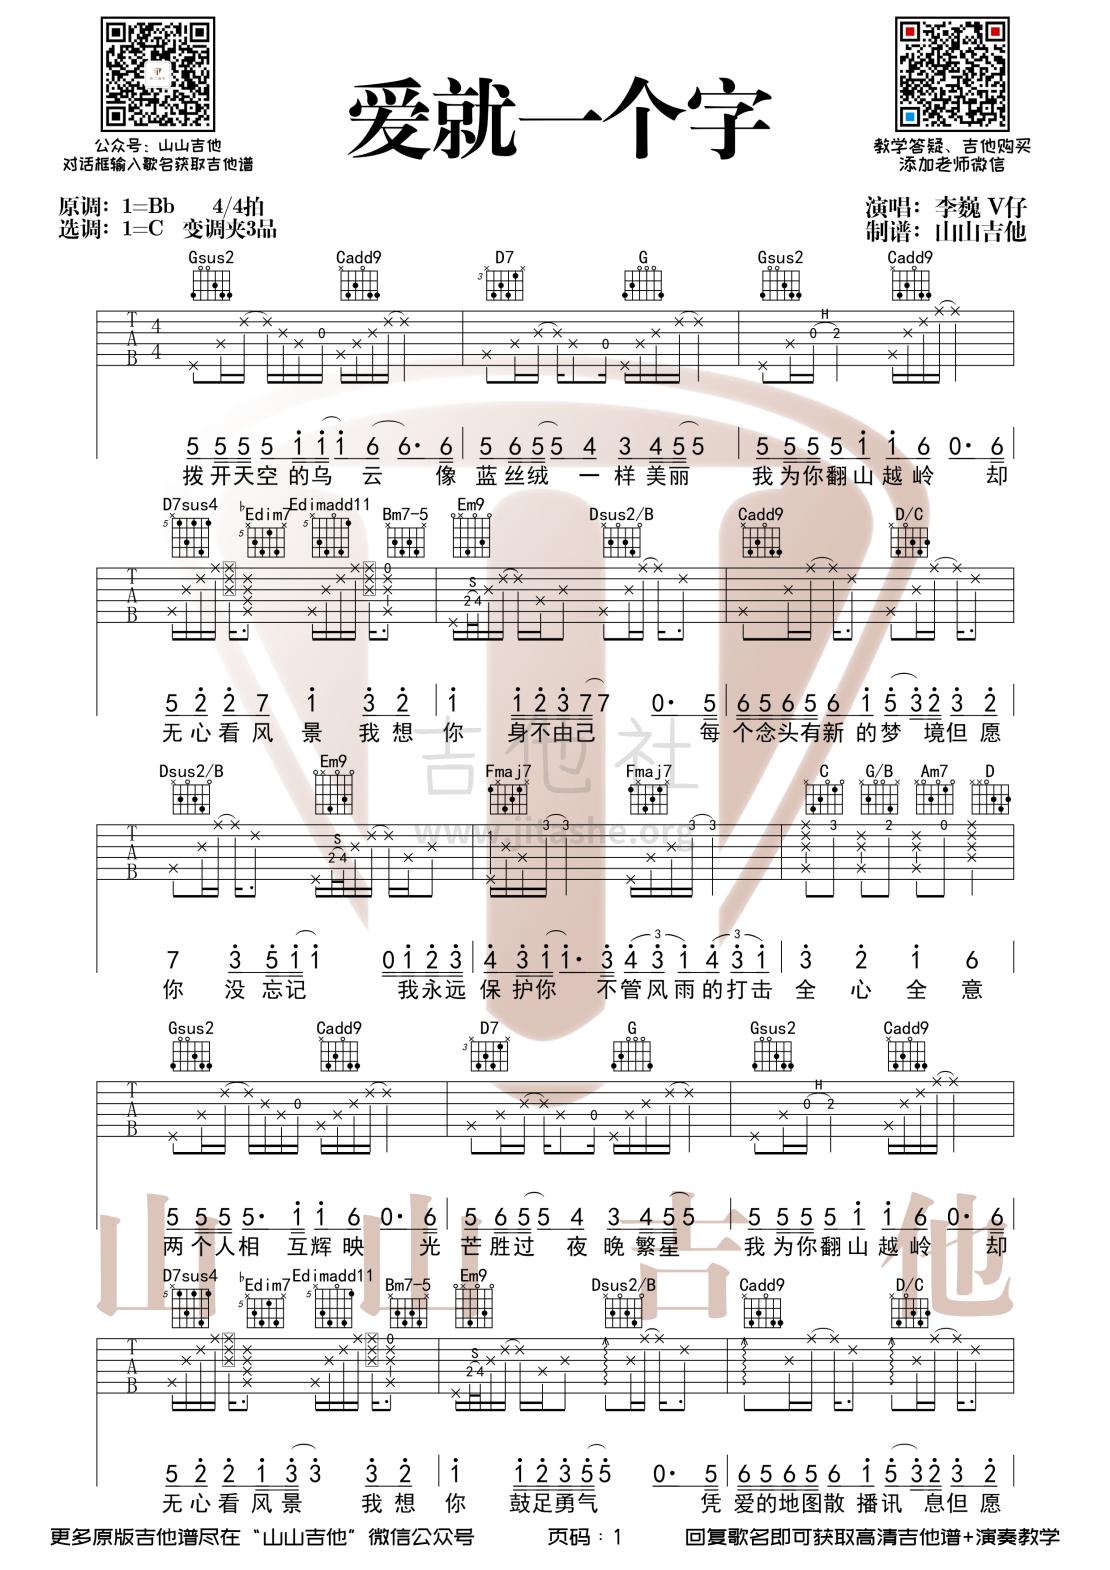 爱就一个字
公众号：山山吉他
对话框输入歌名获取吉他谱
教学答疑、吉他购买
添加老师微信
原调：1=Bb 4/4拍
选调：1=C 变调夹3品
演唱：李巍 V仔
制谱：山山吉他
Gsus2 Cadd9 D7 G Gsus2 Cadd9
3
T A B 4 4 0 0 H 0 2
5 5 5 5 i i i 6 6· 6 5 6 5 5 4 3 4 5 5 5 5 5 5 i i 6 0· 6
拨开天空的乌云 像蓝丝绒 一样美丽 我为你翻山越岭 却
D7sus4 ♭Edim7 Edimadd11 Bm7-5 Em9 Dsus2/B Cadd9 D/C
5 5 5
T A B 0 S 2 4
5 2 2 7 1 3 2 1 1 2 3 7 7 0· 5 6 5 6 5 6 1 5 3 2 3 2
无心看风景 我想你 身不由己 每个念头有新的梦境但愿
吉他社
www.jitashe.org
Dsus2/B Em9 Fmaj7 Fmaj7 C G/B Am7 D
T A B S 2 4 1 3 3 3 3 3 2 0
7 3 5 i i 0 1 2 3 4 3 i i· 3 4 3 1 4 3 1 3 2 1 6
3 3
你 没忘记 我永远保护你 不管风雨的打击 全心全意
Gsus2 Cadd9 D7 G Gsus2 Cadd9
3
T A B 0 0 H 0 2
5 5 5 5· i i 6 0· 6 5 6 5 5 4 3 4 5 5 5 5 5 5 i i 6 0· 6
两个人相 互辉映 光芒胜过 夜晚繁星 我为你翻山越岭 却
山山吉他
D7sus4 ♭Edim7 Edimadd11 Bm7-5 Em9 Dsus2/B Cadd9 D/C
5 5 5
T A B 0 S 2 4
5 2 2 1 3 3 3 2 1 1 2 3 5 5 0· 5 6 5 6 5 6 1 5 3 2 3 2
无心看风景 我想你 鼓足勇气 凭爱的地图散播讯息但愿
更多原版吉他谱尽在“山山吉他”微信公众号 页码：1 回复歌名即可获取高清吉他谱+演奏教学